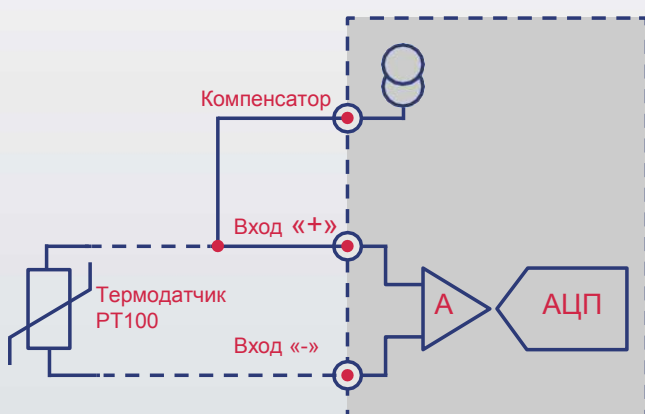 Компенсатор
Вход «+»
Термодатчик
PT100
А
АЦП
Вход «-»